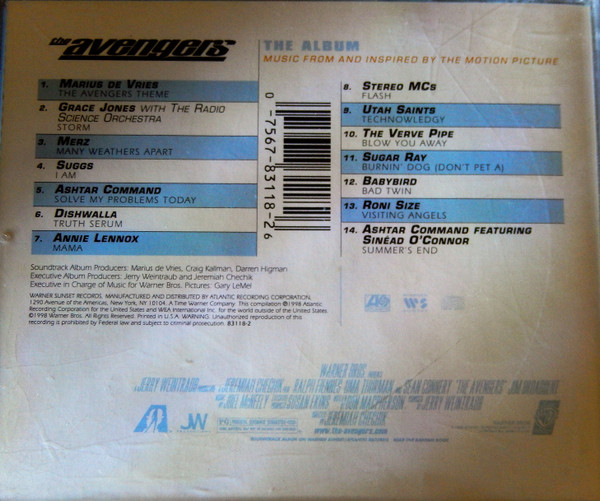 the avengers
THE ALBUM
MUSIC FROM AND INSPIRED BY THE MOTION PICTURE
1. MARIUS DE VRIES
THE AVENGERS THEME
2. GRACE JONES WITH THE RADIO
SCIENCE ORCHESTRA
STORM
3. MERZ
MANY WEATHERS APART
4. SUGGS
I AM
5. ASHTAR COMMAND
SOLVE MY PROBLEMS TODAY
6. DISHWALLA
TRUTH SERUM
7. ANNIE LENNOX
MAMA
0 -7567-83118-2 6
8. STEREO MCS
FLASH
9. UTAH SAINTS
TECHNOWLEDGY
10. THE VERVE PIPE
BLOW YOU AWAY
11. SUGAR RAY
BURNIN' DOG (DON'T PET A)
12. BABYBIRD
BAD TWIN
13. RONI SIZE
VISITING ANGELS
14. ASHTAR COMMAND FEATURING
SINÉAD O'CONNOR
SUMMER'S END
Soundtrack Album Producers: Marius de Vries, Craig Kallman, Darren Higman
Executive Album Producers: Jerry Weintraub and Jeremiah Chechik
Executive in Charge of Music for Warner Bros. Pictures: Gary LeMel
WARNER SUNSET RECORDS. MANUFACTURED AND DISTRIBUTED BY ATLANTIC RECORDING CORPORATION,
1290 Avenue of the Americas, New York, NY 10104. A Time Warner Company. This compilation ℗1998 Atlantic
Recording Corporation for the United States and WEA International Inc. for the world outside of the United States.
©1998 Warner Bros. All Rights Reserved. Printed in U.S.A. WARNING: Unauthorized reproduction of this
recording is prohibited by Federal law and subject to criminal prosecution. 83118-2
WARNER BROS.
JERRY WEINTRAUB JEREMIAH CHECHIK RALPH FIENNES UMA THURMAN AND SEAN CONNERY "THE AVENGERS" JIM BROADBENT
JOEL McNEELY SUSAN EKINS DON MACPHERSON JERRY WEINTRAUB
JEREMIAH CHECHIK
JW
www.the-avengers.com